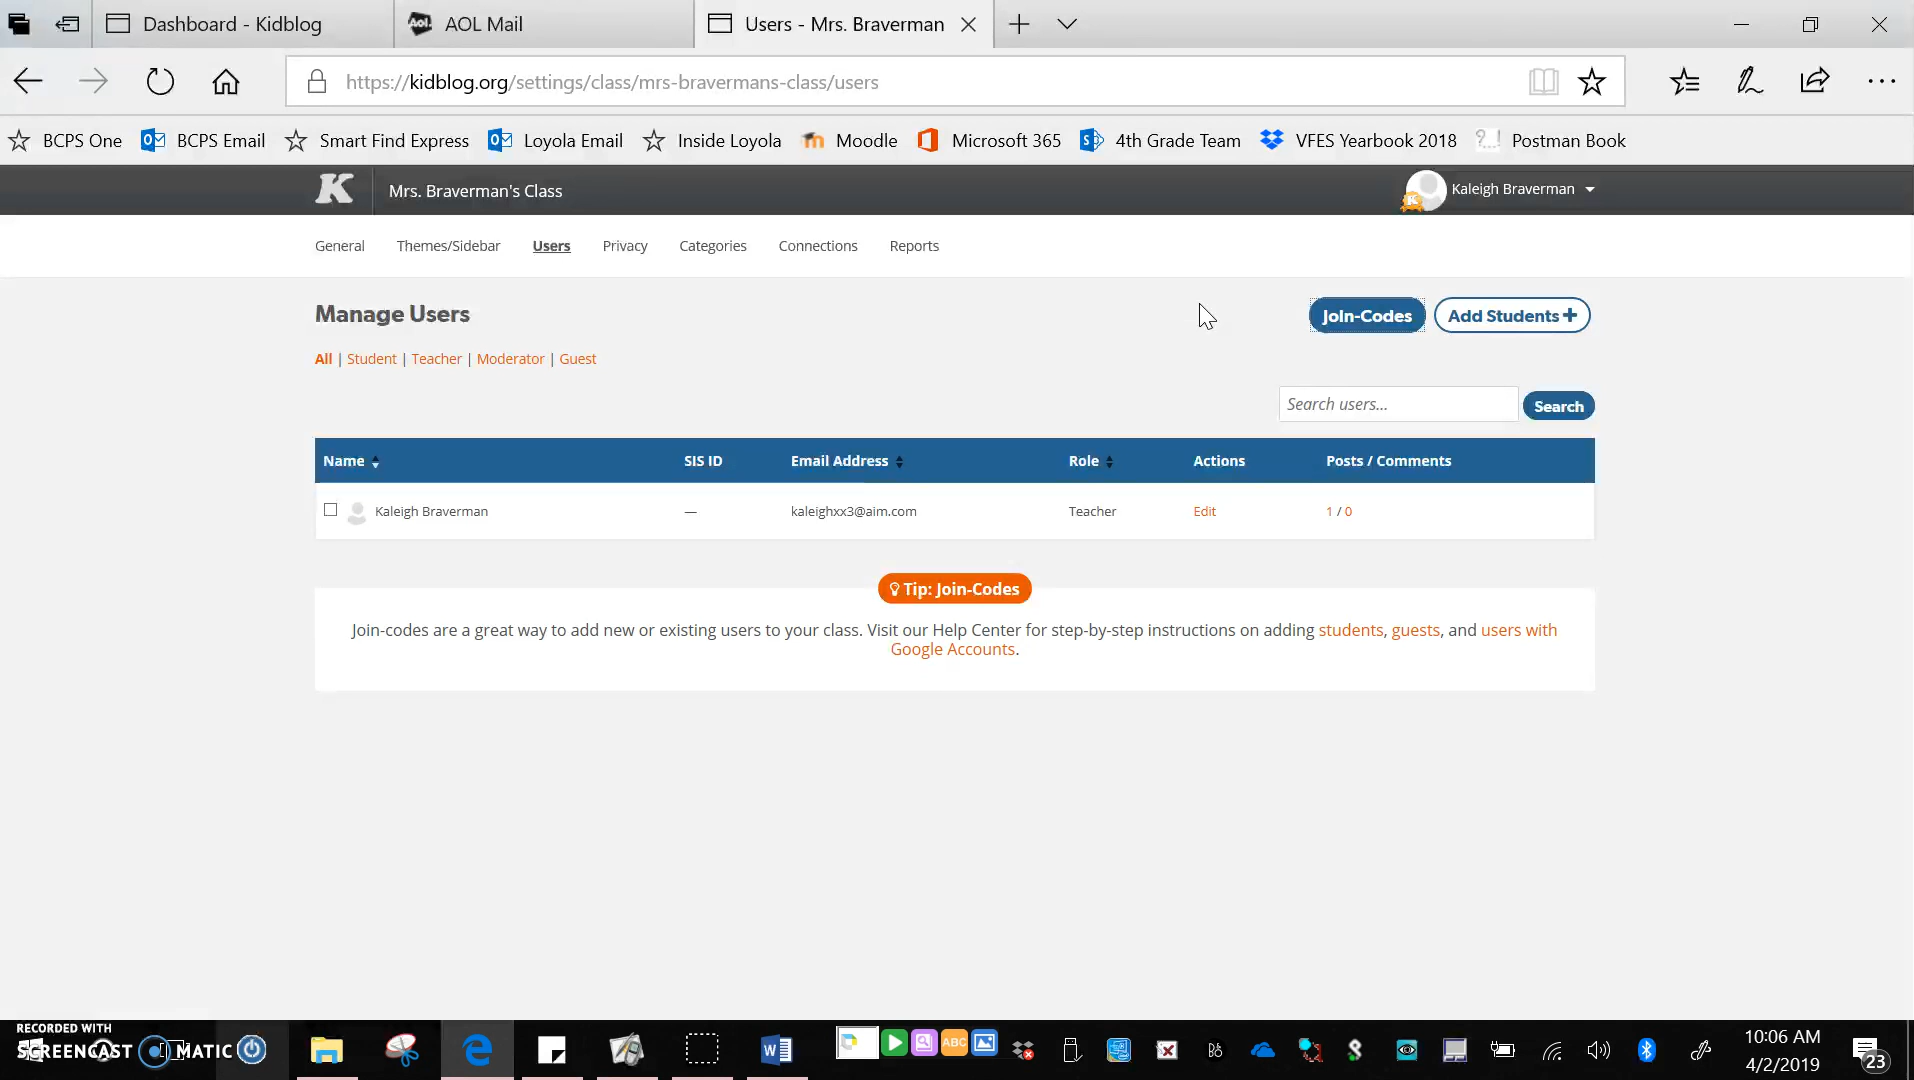 Dashboard - Kidblog
Aol. AOL Mail
Users - Mrs. Braverman
https://kidblog.org/settings/class/mrs-bravermans-class/users
BCPS One BCPS Email Smart Find Express Loyola Email Inside Loyola Moodle Microsoft 365 4th Grade Team VFES Yearbook 2018 Postman Book
K Mrs. Braverman's Class K Kaleigh Braverman
General Themes/Sidebar Users Privacy Categories Connections Reports
Manage Users Join-Codes Add Students +
All | Student | Teacher | Moderator | Guest
Search users... Search
Name SIS ID Email Address Role Actions Posts / Comments
Kaleigh Braverman — kaleighxx3@aim.com Teacher Edit 1 / 0
Tip: Join-Codes
Join-codes are a great way to add new or existing users to your class. Visit our Help Center for step-by-step instructions on adding students, guests, and users with
Google Accounts.
RECORDED WITH
SCREENCAST MATIC
ABC
10:06 AM
4/2/2019
23